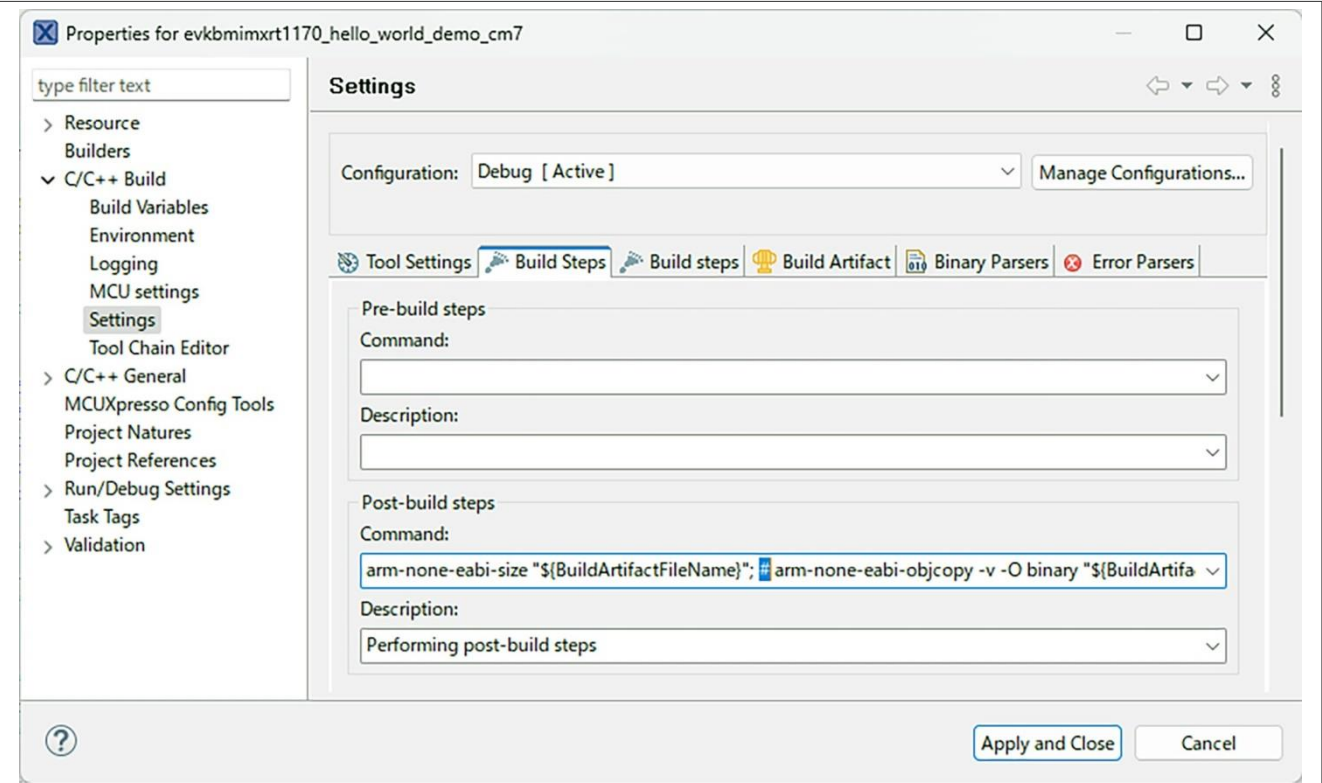 Properties for evkbmimxrt1170_hello_world_demo_cm7
type filter text
Resource
Builders
C/C++ Build
Build Variables
Environment
Logging
MCU settings
Settings
Tool Chain Editor
C/C++ General
MCUXpresso Config Tools
Project Natures
Project References
Run/Debug Settings
Task Tags
Validation
Settings
Configuration: Debug [ Active ] Manage Configurations...
Tool Settings Build Steps Build steps Build Artifact Binary Parsers Error Parsers
Pre-build steps
Command:
Description:
Post-build steps
Command:
arm-none-eabi-size "${BuildArtifactFileName}"; # arm-none-eabi-objcopy -v -O binary "${BuildArtifa
Description:
Performing post-build steps
Apply and Close Cancel